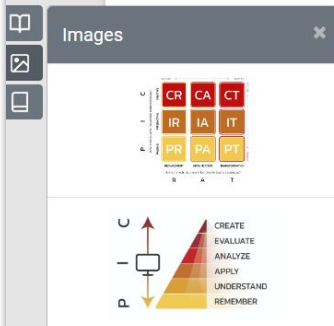 Images
×
C
CR CA CT
I
IR IA IT
P
PR PA PT
R A T
C
I
P
CREATE
EVALUATE
ANALYZE
APPLY
UNDERSTAND
REMEMBER